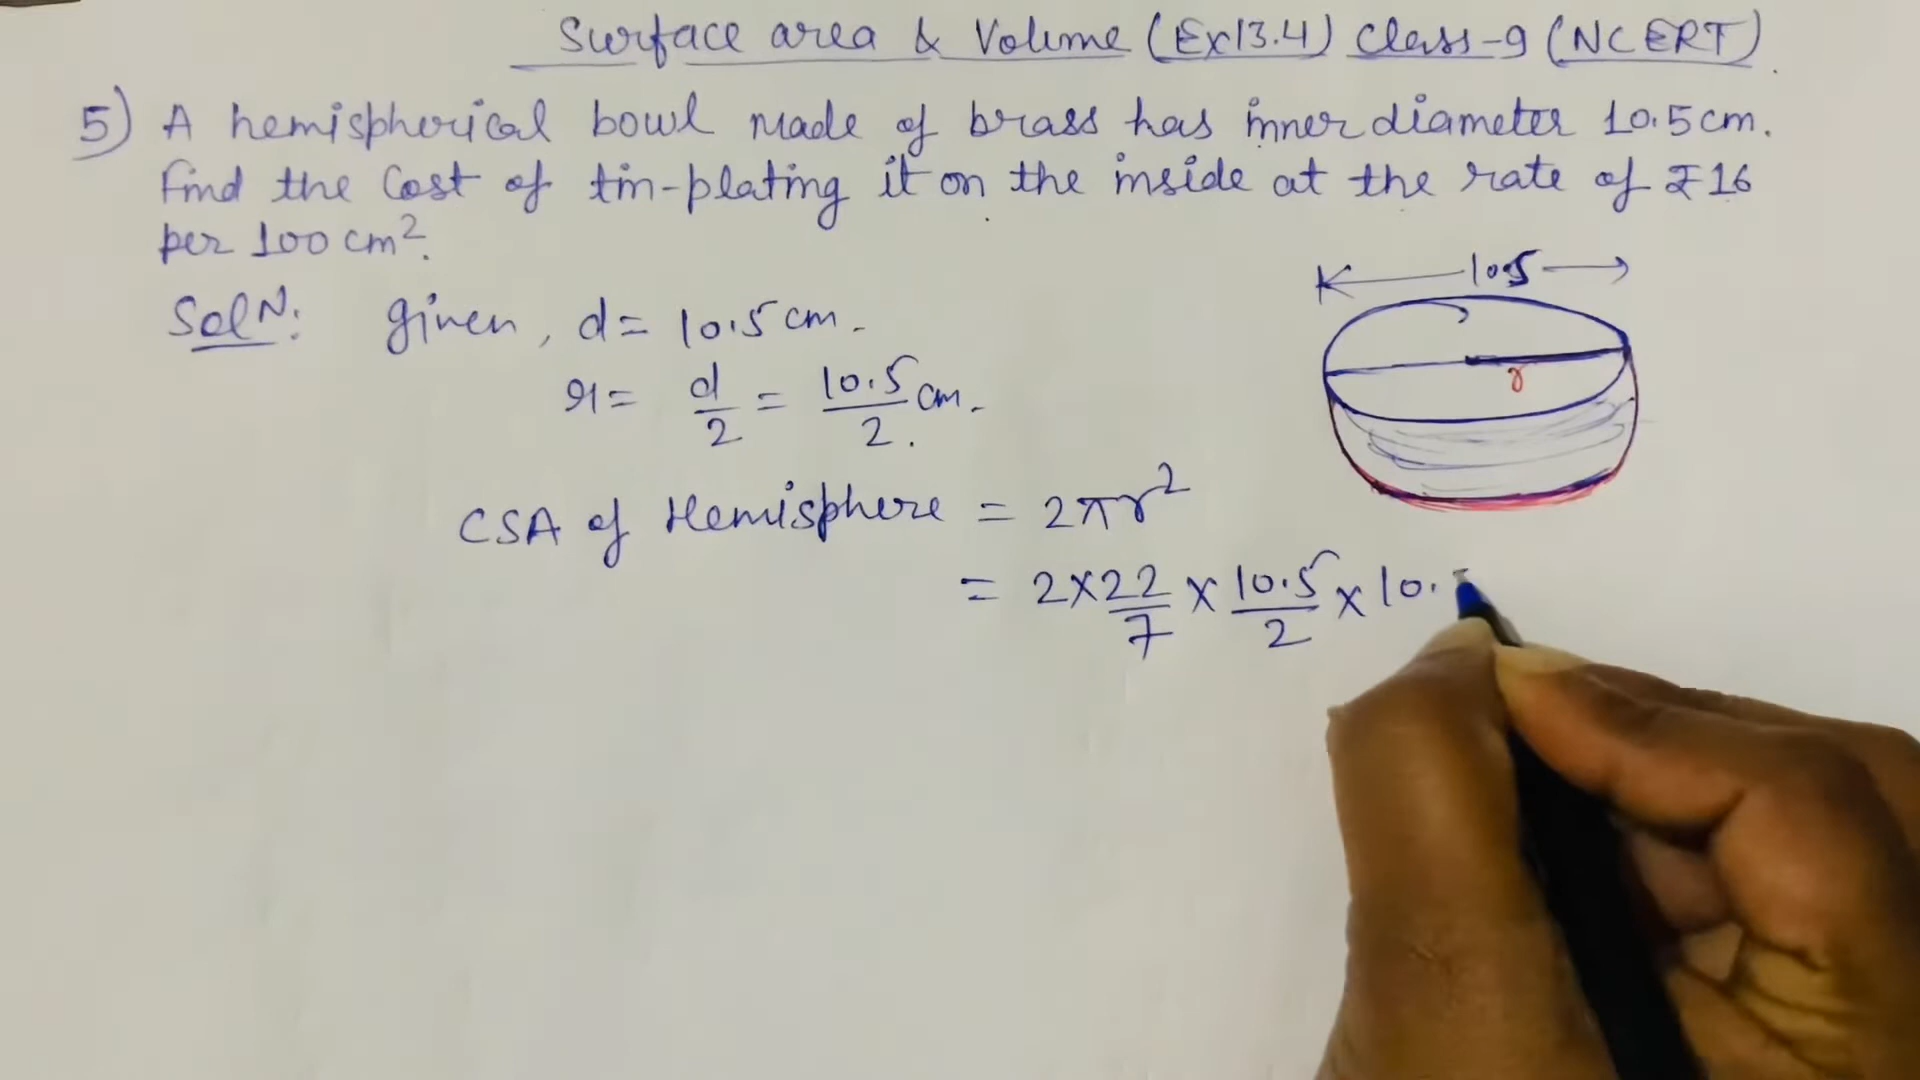 Surface area & Volume (Ex13.4) Class-9 (NCERT)
5) A hemispherical bowl made of brass has inner diameter 10.5 cm.
Find the Cost of tin-plating it on the inside at the rate of ₹16
per 100 cm².
SolN:
given, d = 10.5 cm.
r = d/2 = 10.5/2 cm.
10.5
r
CSA of Hemisphere = 2πr²
= 2 × 22/7 × 10.5/2 × 10.